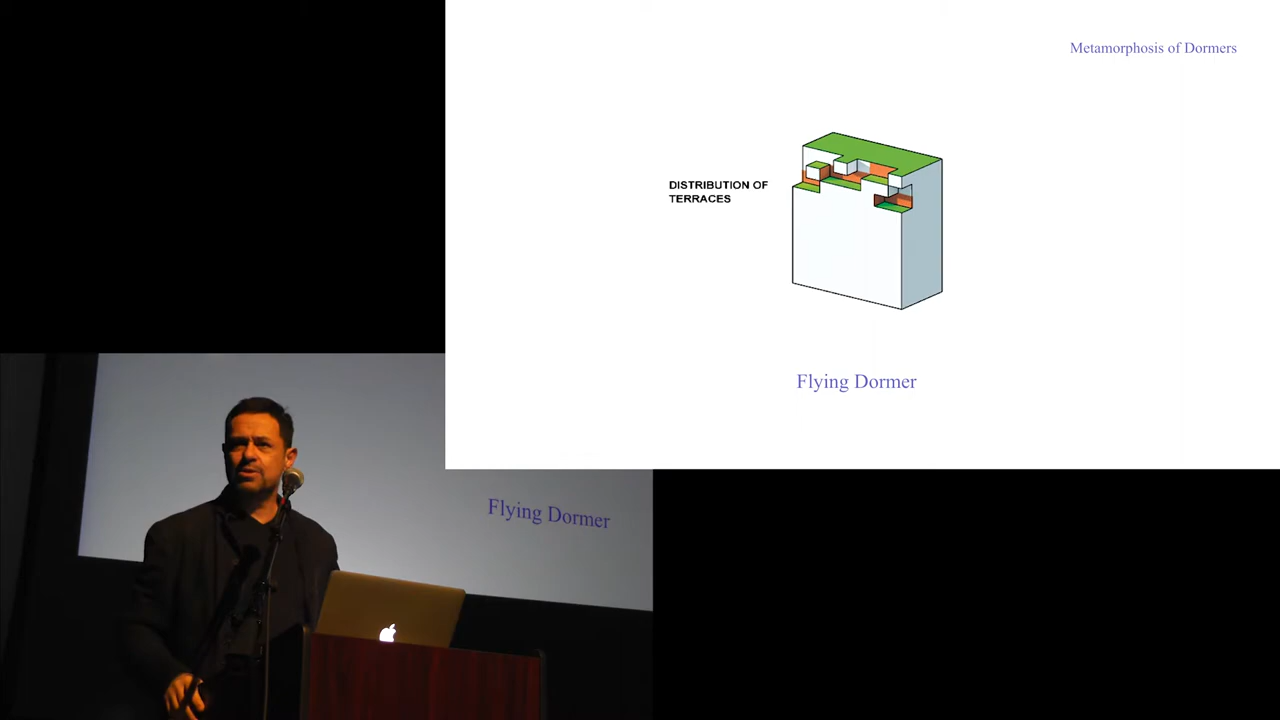 Metamorphosis of Dormers
DISTRIBUTION OF
TERRACES
Flying Dormer
Flying Dormer